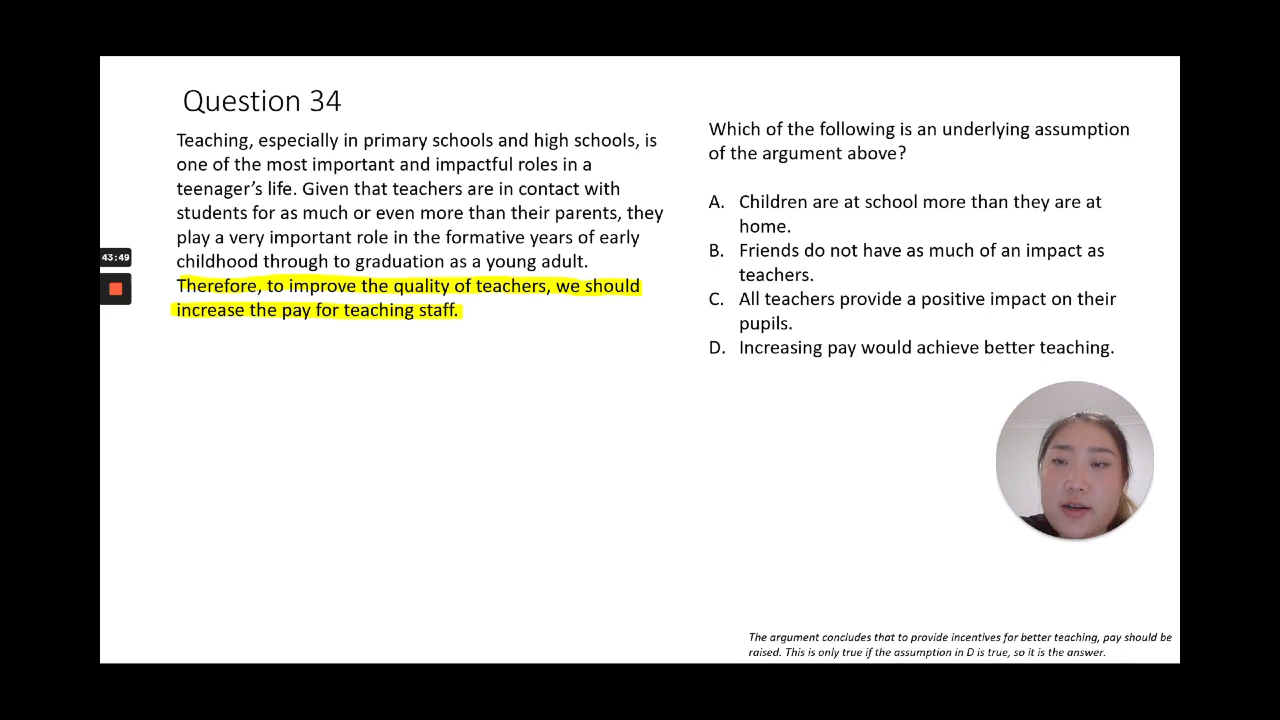 Question 34
Teaching, especially in primary schools and high schools, is
one of the most important and impactful roles in a
teenager's life. Given that teachers are in contact with
students for as much or even more than their parents, they
play a very important role in the formative years of early
childhood through to graduation as a young adult.
Therefore, to improve the quality of teachers, we should
increase the pay for teaching staff.
Which of the following is an underlying assumption
of the argument above?
A. Children are at school more than they are at
home.
B. Friends do not have as much of an impact as
teachers.
C. All teachers provide a positive impact on their
pupils.
D. Increasing pay would achieve better teaching.
43:49
The argument concludes that to provide incentives for better teaching, pay should be
raised. This is only true if the assumption in D is true, so it is the answer.